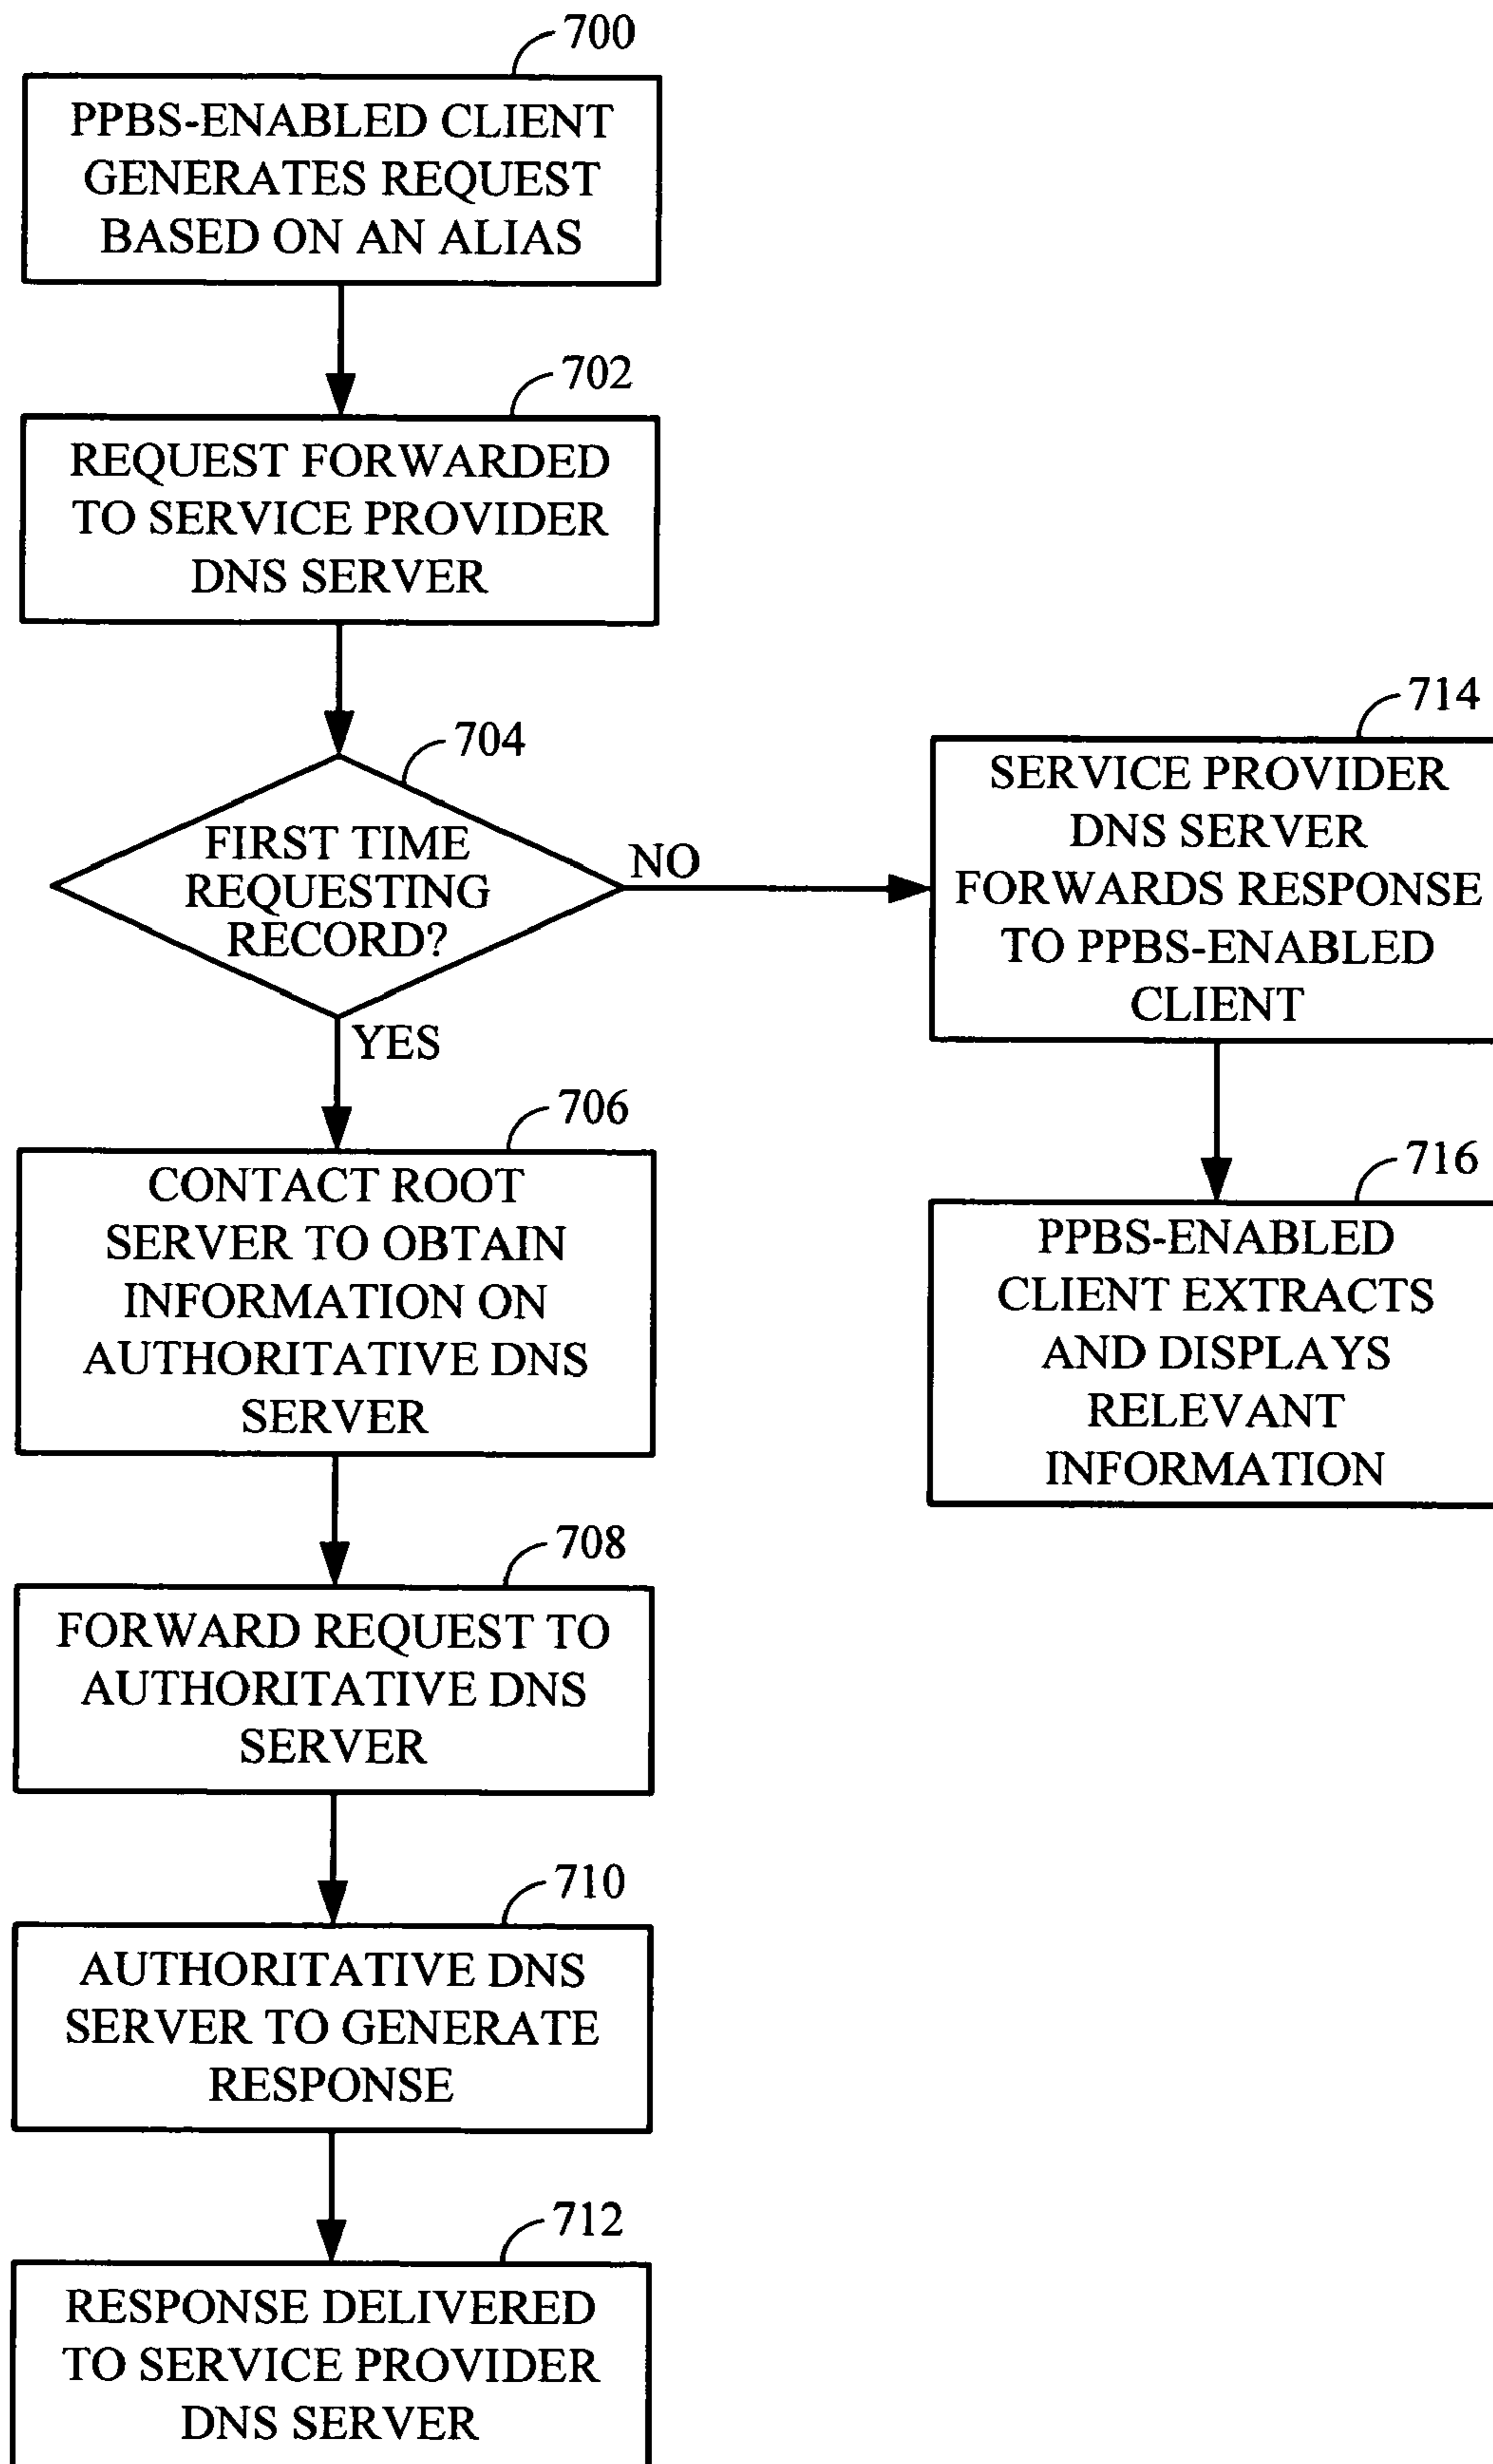 700
PPBS-ENABLED CLIENT
GENERATES REQUEST
BASED ON AN ALIAS
702
REQUEST FORWARDED
TO SERVICE PROVIDER
DNS SERVER
704
FIRST TIME
REQUESTING
RECORD?
NO
YES
706
CONTACT ROOT
SERVER TO OBTAIN
INFORMATION ON
AUTHORITATIVE DNS
SERVER
708
FORWARD REQUEST TO
AUTHORITATIVE DNS
SERVER
710
AUTHORITATIVE DNS
SERVER TO GENERATE
RESPONSE
712
RESPONSE DELIVERED
TO SERVICE PROVIDER
DNS SERVER
714
SERVICE PROVIDER
DNS SERVER
FORWARDS RESPONSE
TO PPBS-ENABLED
CLIENT
716
PPBS-ENABLED
CLIENT EXTRACTS
AND DISPLAYS
RELEVANT
INFORMATION